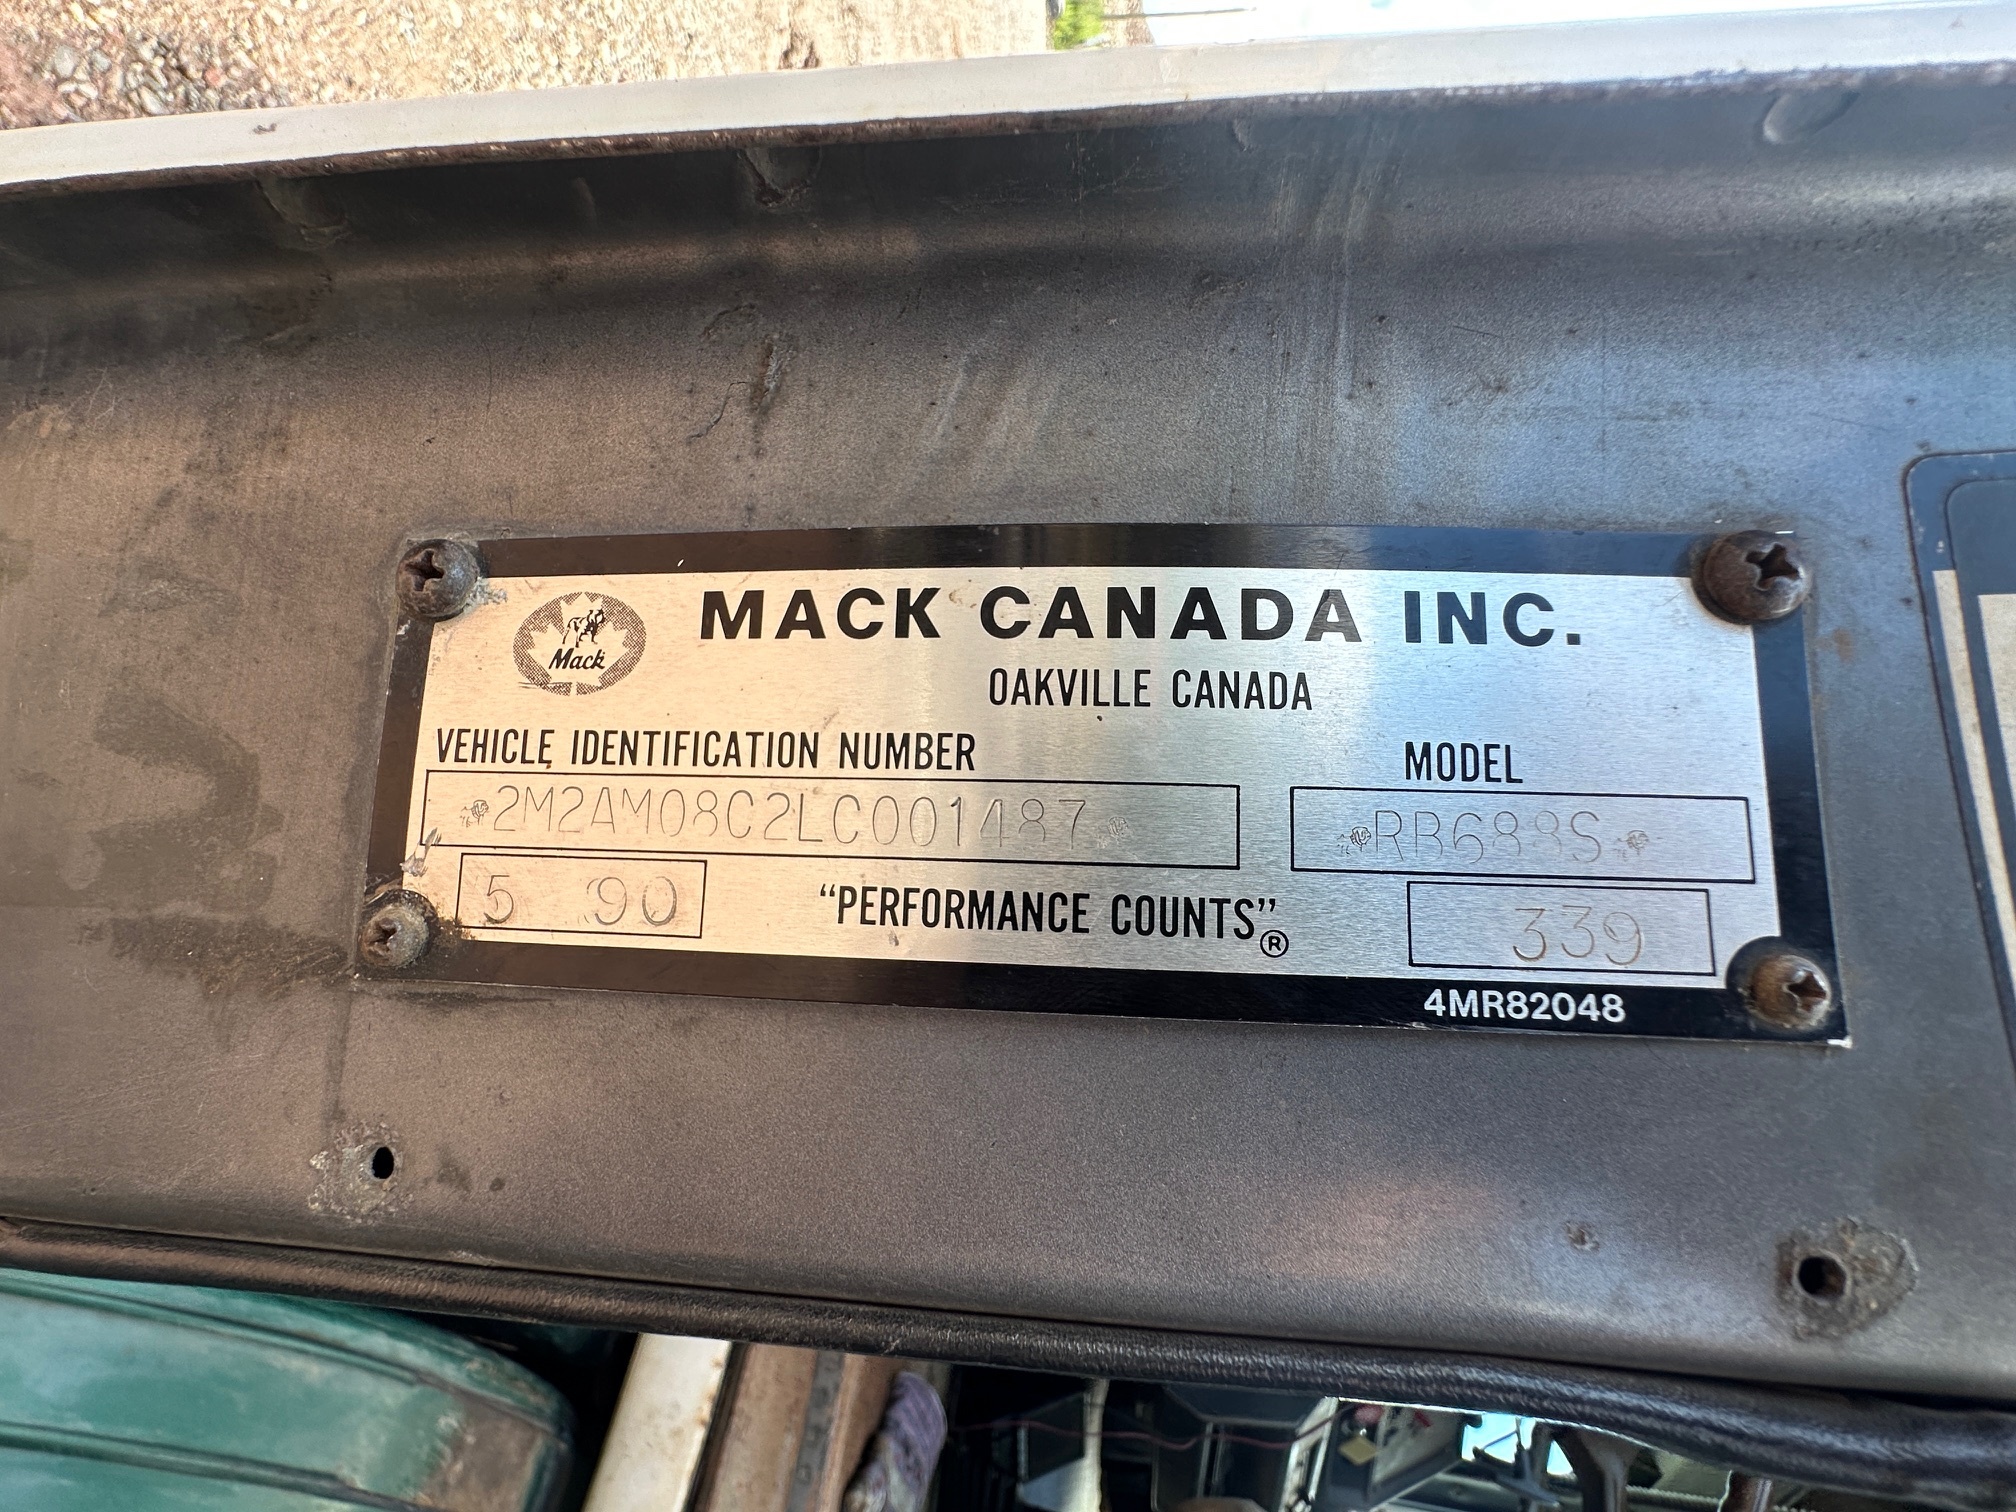 MACK CANADA INC.
Mack
OAKVILLE CANADA
VEHICLE IDENTIFICATION NUMBER
MODEL
2M2AM08C2LC001487
RB688S
5 90
"PERFORMANCE COUNTS"®
339
4MR82048